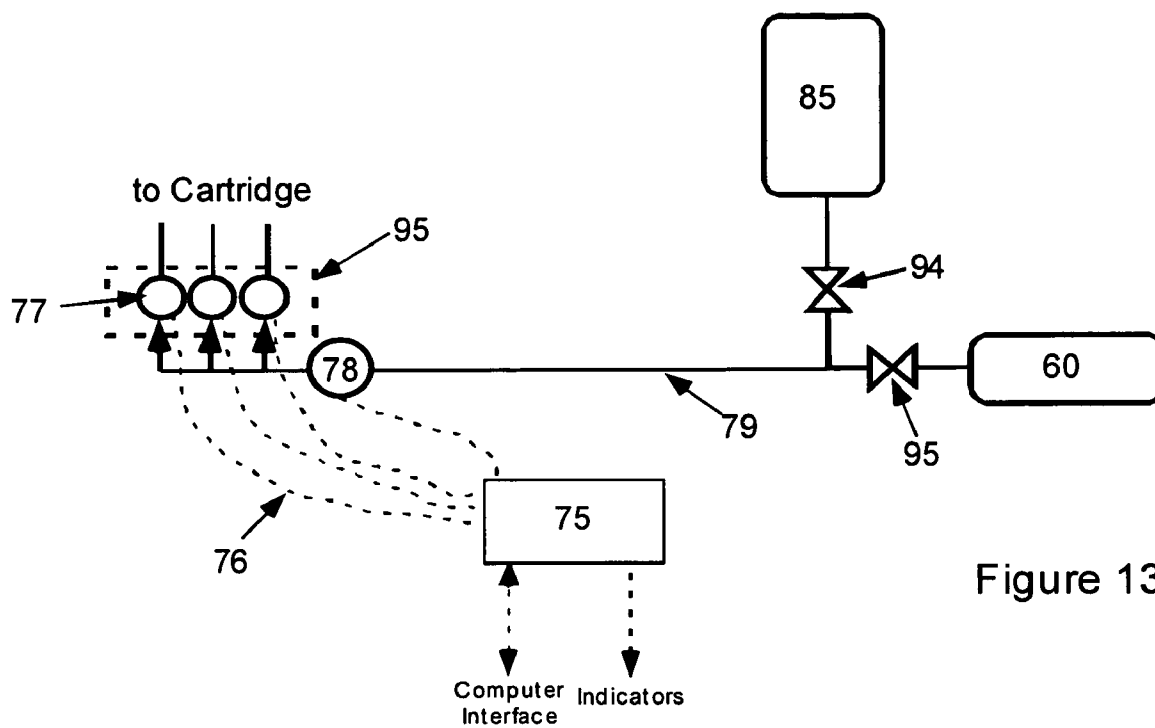 85
to Cartridge
95
94
77
78
60
79
95
75
76
Figure 13
Computer
Interface
Indicators